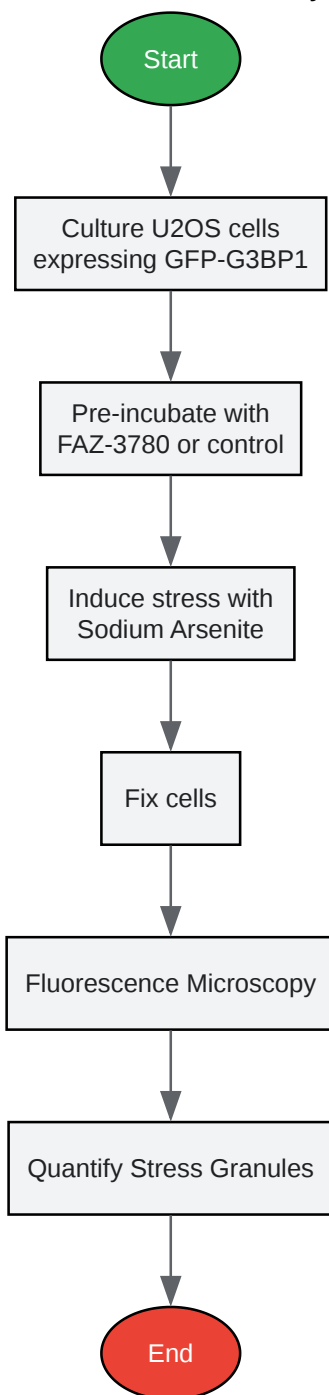 Start
Culture U2OS cells
expressing GFP-G3BP1
Pre-incubate with
FAZ-3780 or control
Induce stress with
Sodium Arsenite
Fix cells
Fluorescence Microscopy
Quantify Stress Granules
End